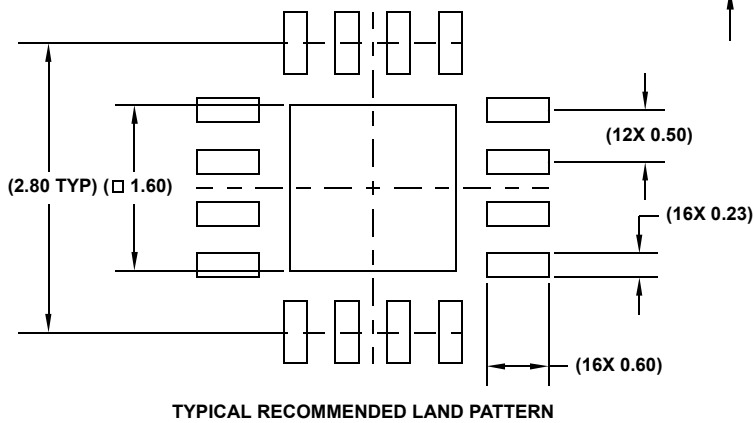 (12X 0.50)
(2.80 TYP) (□ 1.60)
(16X 0.23)
(16X 0.60)
TYPICAL RECOMMENDED LAND PATTERN